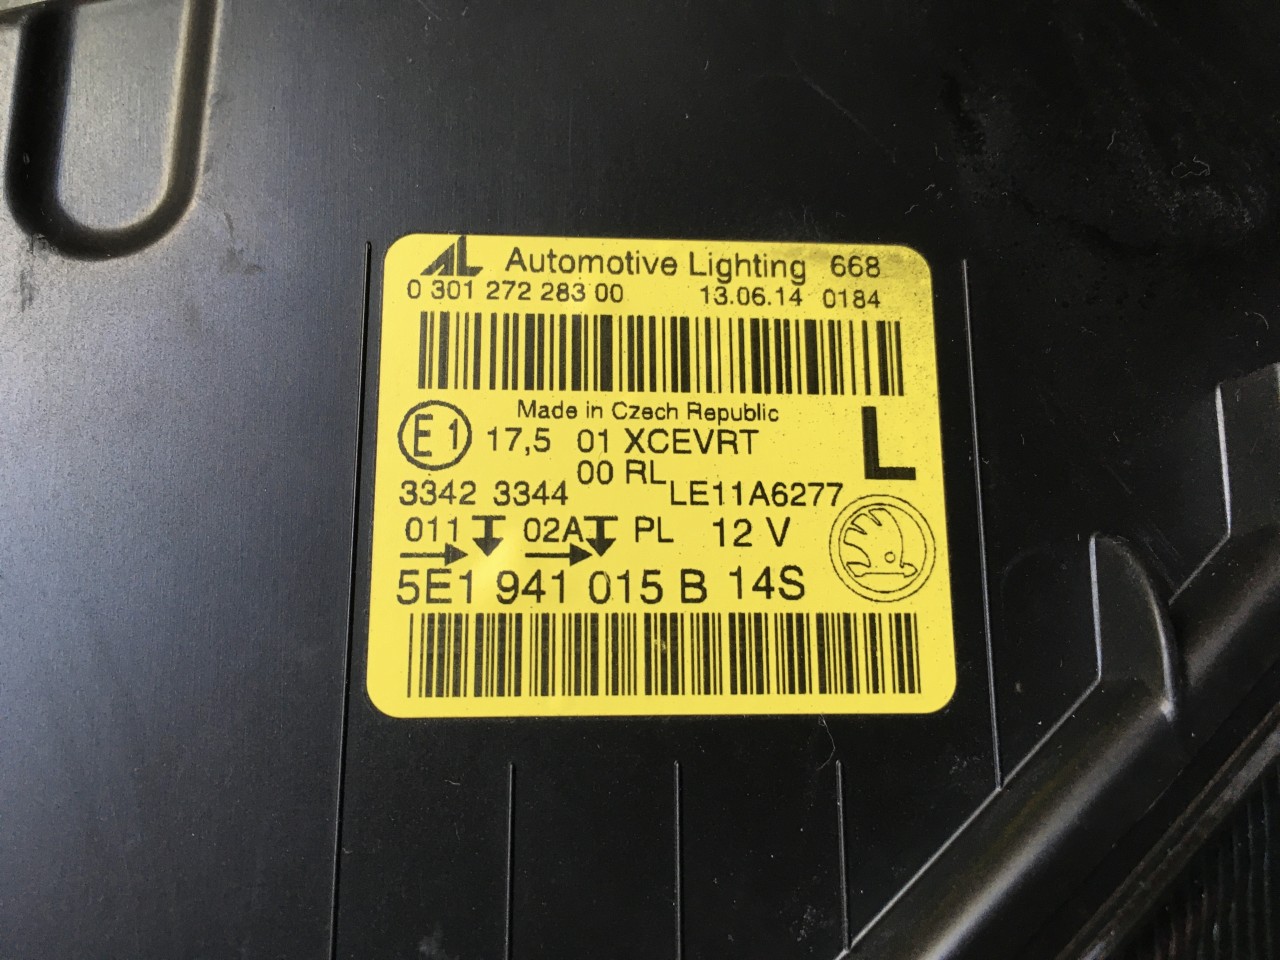 AL Automotive Lighting 668
0 301 272 283 00 13.06.14 0184
Made in Czech Republic
E1 17,5 01 XCEVRT L
00 RL
3342 3344 LE11A6277
011 02A PL 12 V
5E1 941 015 B 14S